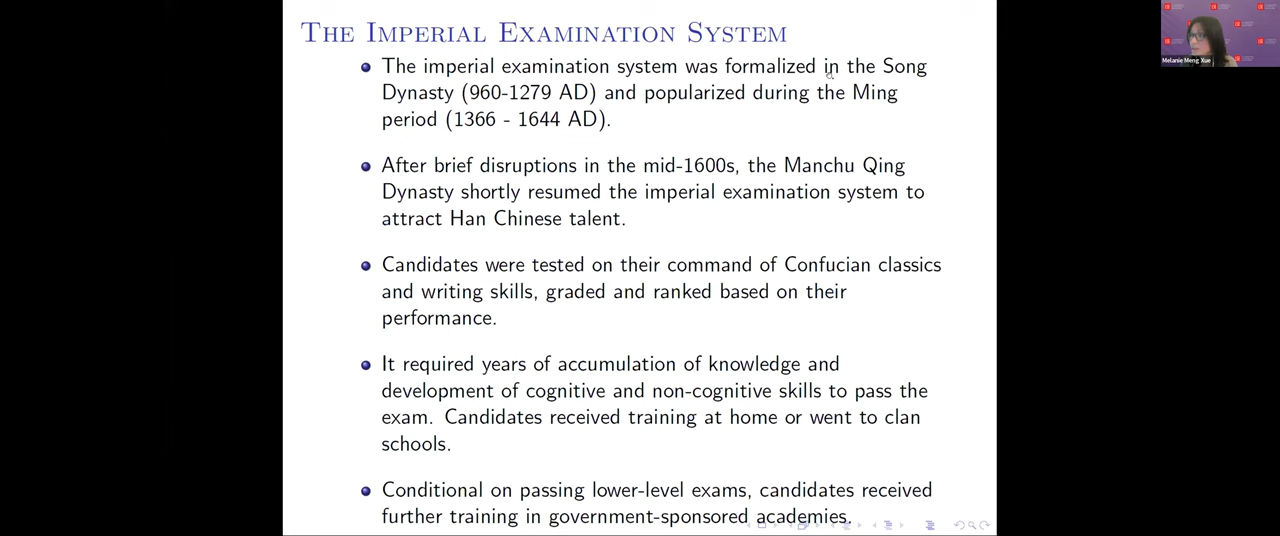 THE IMPERIAL EXAMINATION SYSTEM
The imperial examination system was formalized in the Song
Dynasty (960-1279 AD) and popularized during the Ming
period (1366 - 1644 AD).
After brief disruptions in the mid-1600s, the Manchu Qing
Dynasty shortly resumed the imperial examination system to
attract Han Chinese talent.
Candidates were tested on their command of Confucian classics
and writing skills, graded and ranked based on their
performance.
It required years of accumulation of knowledge and
development of cognitive and non-cognitive skills to pass the
exam. Candidates received training at home or went to clan
schools.
Conditional on passing lower-level exams, candidates received
further training in government-sponsored academies.
Melanie Meng Xue